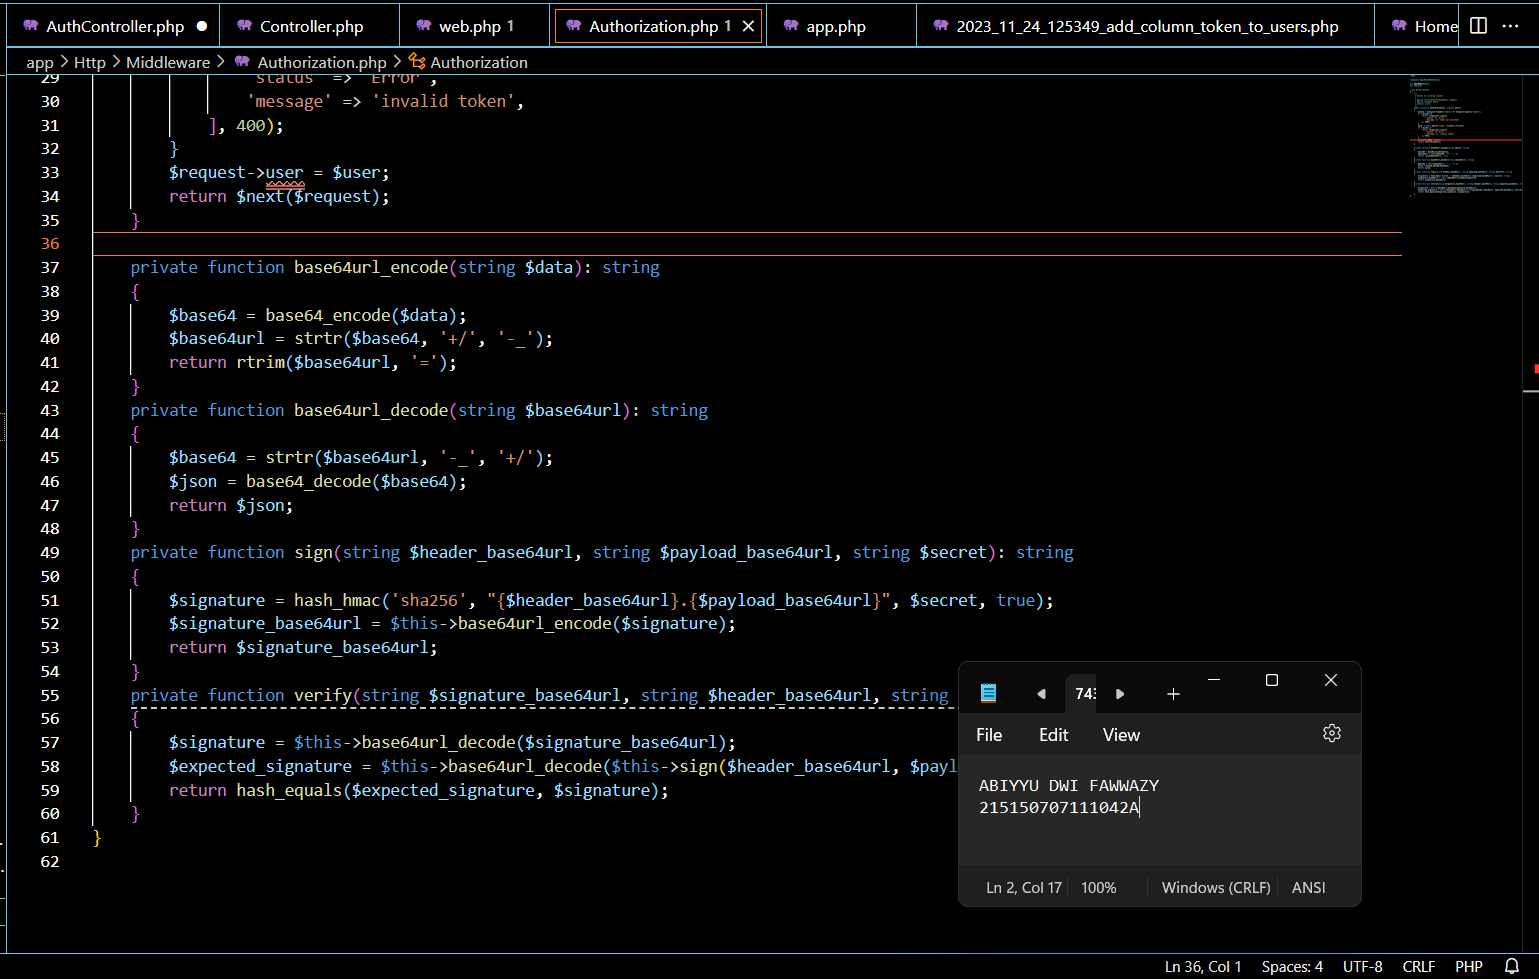 AuthController.php
Controller.php
web.php 1
Authorization.php 1
app.php
2023_11_24_125349_add_column_token_to_users.php
Home
app > Http > Middleware > Authorization.php > Authorization
29 'status' => 'Error',
30 'message' => 'invalid token',
31 ], 400);
32 }
33 $request->user = $user;
34 return $next($request);
35 }
36
37 private function base64url_encode(string $data): string
38 {
39 $base64 = base64_encode($data);
40 $base64url = strtr($base64, '+/', '-_');
41 return rtrim($base64url, '=');
42 }
43 private function base64url_decode(string $base64url): string
44 {
45 $base64 = strtr($base64url, '-_', '+/');
46 $json = base64_decode($base64);
47 return $json;
48 }
49 private function sign(string $header_base64url, string $payload_base64url, string $secret): string
50 {
51 $signature = hash_hmac('sha256', "{$header_base64url}.{$payload_base64url}", $secret, true);
52 $signature_base64url = $this->base64url_encode($signature);
53 return $signature_base64url;
54 }
55 private function verify(string $signature_base64url, string $header_base64url, string
56 {
57 $signature = $this->base64url_decode($signature_base64url);
58 $expected_signature = $this->base64url_decode($this->sign($header_base64url, $payl
59 return hash_equals($expected_signature, $signature);
60 }
61 }
62
743
File Edit View
ABIYYU DWI FAWWAZY
215150707111042A
Ln 2, Col 17 100% Windows (CRLF) ANSI
Ln 36, Col 1 Spaces: 4 UTF-8 CRLF PHP